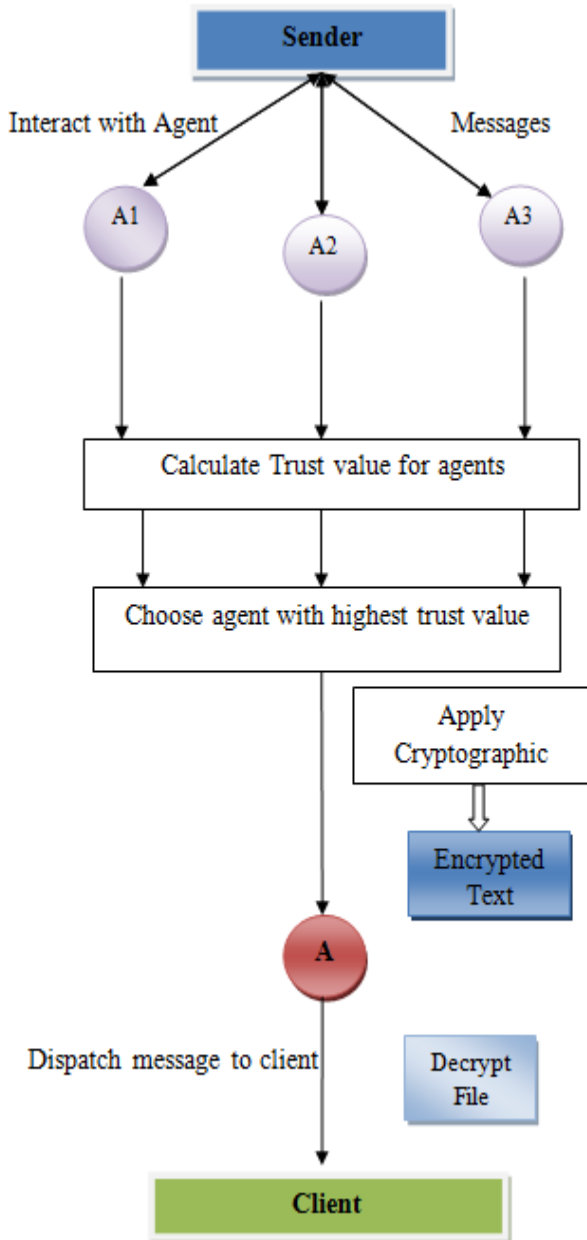 Sender
Interact with Agent
Messages
A1
A2
A3
Calculate Trust value for agents
Choose agent with highest trust value
Apply
Cryptographic
Encrypted
Text
A
Dispatch message to client
Decrypt
File
Client